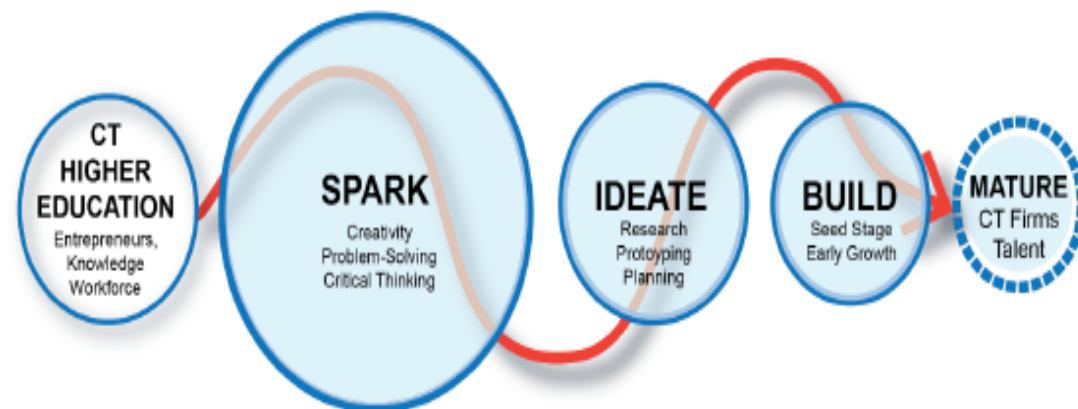 CT
HIGHER
EDUCATION
Entrepreneurs,
Knowledge
Workforce
SPARK
Creativity
Problem-Solving
Critical Thinking
IDEATE
Research
Protoyping
Planning
BUILD
Seed Stage
Early Growth
MATURE
CT Firms
Talent